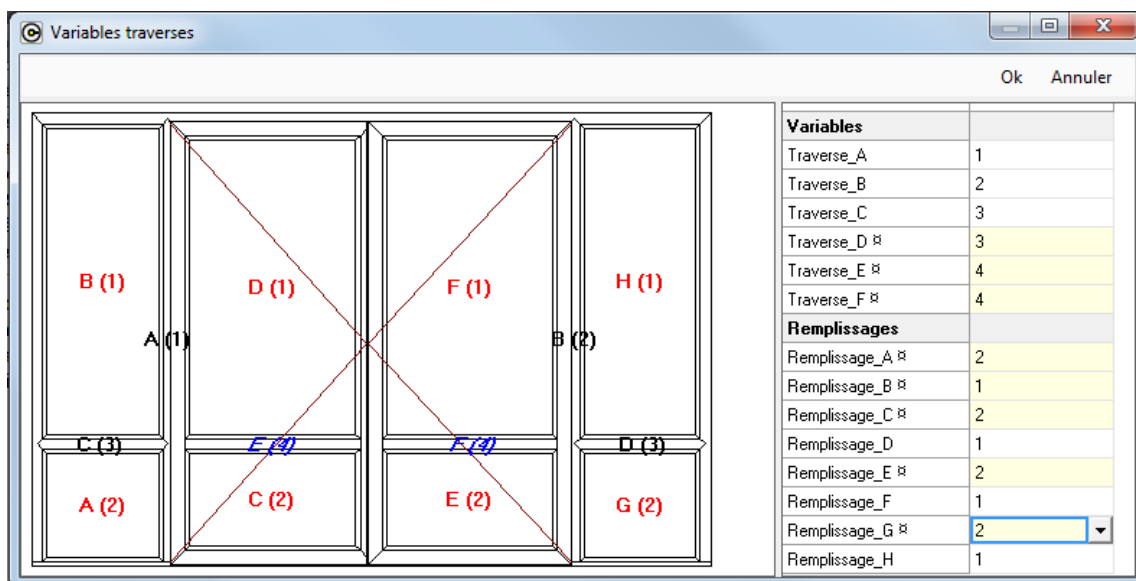 Variables traverses
Ok Annuler
B (1)
D (1)
F (1)
H (1)
A (1)
B (2)
C (3)
E (4)
F (4)
D (3)
A (2)
C (2)
E (2)
G (2)
Variables
Traverse_A 1
Traverse_B 2
Traverse_C 3
Traverse_D ¤ 3
Traverse_E ¤ 4
Traverse_F ¤ 4
Remplissages
Remplissage_A ¤ 2
Remplissage_B ¤ 1
Remplissage_C ¤ 2
Remplissage_D 1
Remplissage_E ¤ 2
Remplissage_F 1
Remplissage_G ¤ 2
Remplissage_H 1